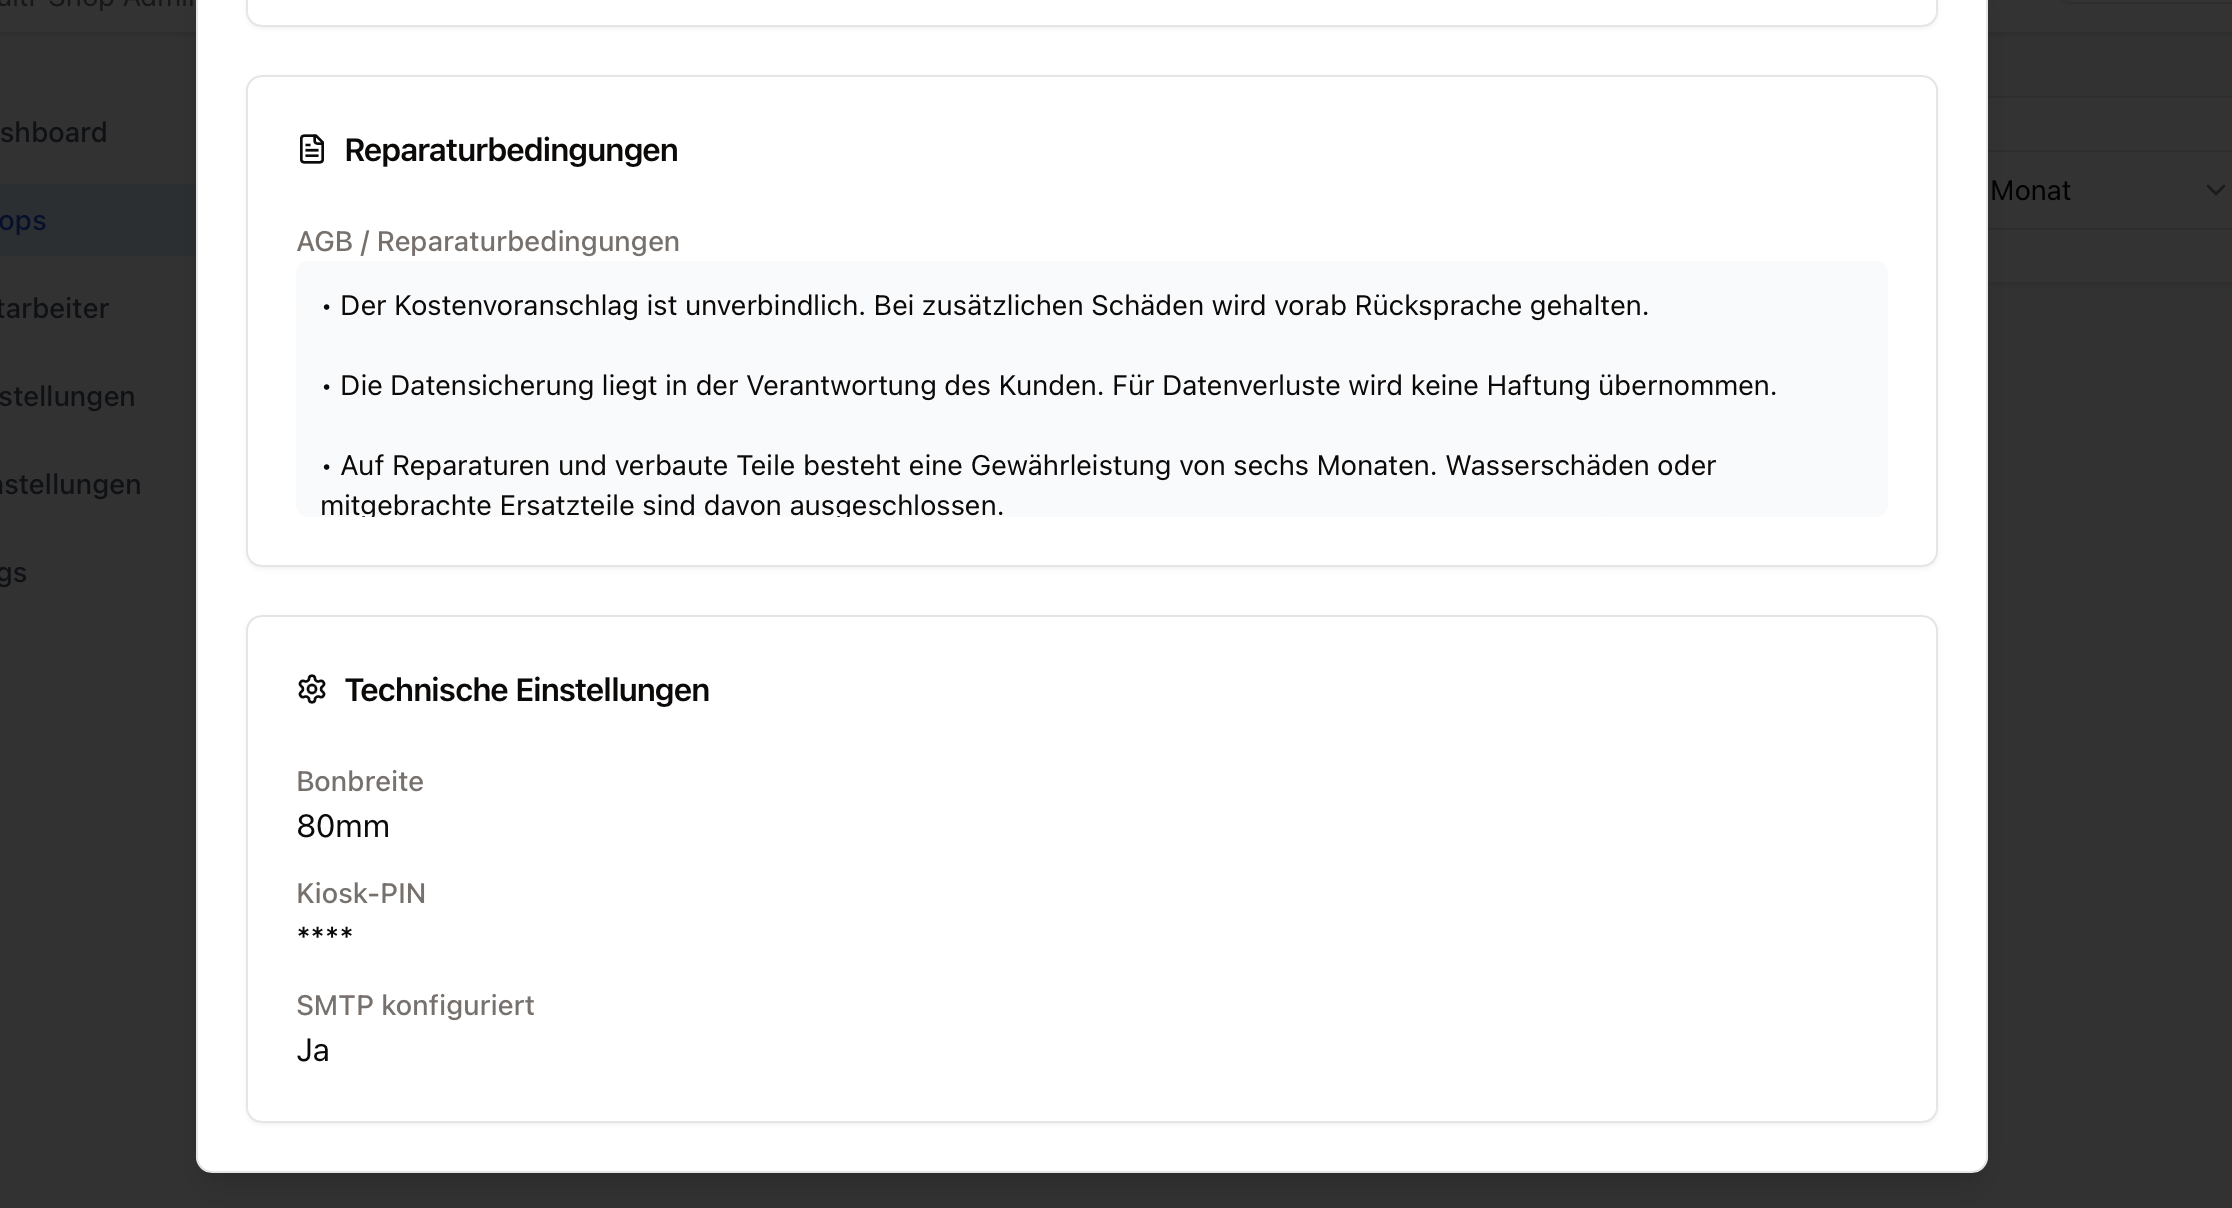 Reparaturbedingungen
AGB / Reparaturbedingungen
• Der Kostenvoranschlag ist unverbindlich. Bei zusätzlichen Schäden wird vorab Rücksprache gehalten.
• Die Datensicherung liegt in der Verantwortung des Kunden. Für Datenverluste wird keine Haftung übernommen.
• Auf Reparaturen und verbaute Teile besteht eine Gewährleistung von sechs Monaten. Wasserschäden oder
mitgebrachte Ersatzteile sind davon ausgeschlossen.
Technische Einstellungen
Bonbreite
80mm
Kiosk-PIN
****
SMTP konfiguriert
Ja
shboard
ops
tarbeiter
stellungen
stellungen
gs
Monat